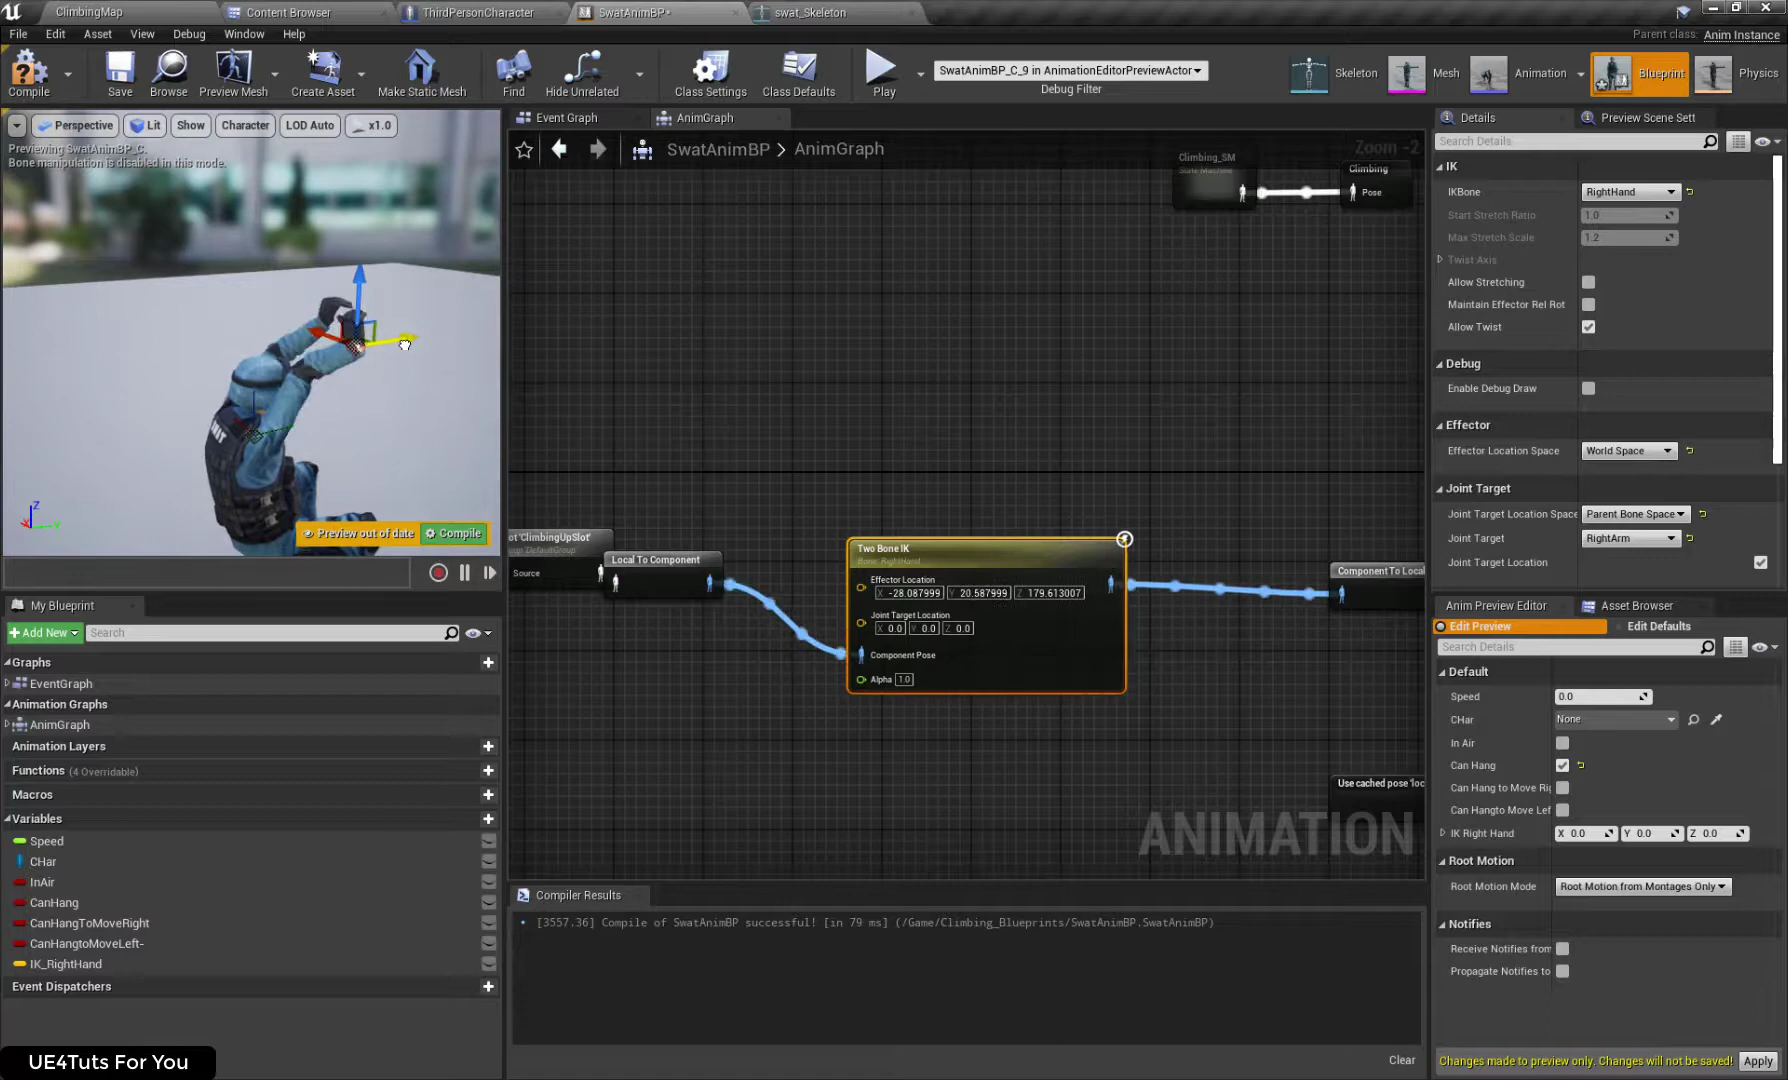 ClimbingMap
Content Browser
ThirdPersonCharacter
SwatAnimBP*
swat_Skeleton
File Edit Asset View Debug Window Help
Parent class: Anim Instance
Compile
Save
Browse
Preview Mesh
Create Asset
Make Static Mesh
Find
Hide Unrelated
Class Settings
Class Defaults
Play
SwatAnimBP_C_9 in AnimationEditorPreviewActor
Debug Filter
Skeleton
Mesh
Animation
Blueprint
Physics
Perspective
Lit
Show
Character
LOD Auto
x1.0
Previewing SwatAnimBP_C.
Bone manipulation is disabled in this mode.
Preview out of date
Compile
Event Graph
AnimGraph
SwatAnimBP > AnimGraph
Zoom -2
Climbing_SM
State Machine
Climbing
Pose
ot 'ClimbingUpSlot'
Source
Local To Component
Two Bone IK
Bone: RightHand
Effector Location
X -28.087999 Y 20.587999 Z 179.613007
Joint Target Location
X 0.0 Y 0.0 Z 0.0
Component Pose
Alpha 1.0
Component To Local
Use cached pose 'loc
ANIMATION
My Blueprint
Add New
Search
Graphs
EventGraph
Animation Graphs
AnimGraph
Animation Layers
Functions (4 Overridable)
Macros
Variables
Speed
CHar
InAir
CanHang
CanHangToMoveRight
CanHangtoMoveLeft-
IK_RightHand
Event Dispatchers
Compiler Results
[3557.36] Compile of SwatAnimBP successful! [in 79 ms] (/Game/Climbing_Blueprints/SwatAnimBP.SwatAnimBP)
Clear
Details
Preview Scene Sett
Search Details
IK
IKBone RightHand
Start Stretch Ratio 1.0
Max Stretch Scale 1.2
Twist Axis
Allow Stretching
Maintain Effector Rel Rot
Allow Twist
Debug
Enable Debug Draw
Effector
Effector Location Space World Space
Joint Target
Joint Target Location Space Parent Bone Space
Joint Target RightArm
Joint Target Location
Anim Preview Editor
Asset Browser
Edit Preview
Edit Defaults
Search Details
Default
Speed 0.0
CHar None
In Air
Can Hang
Can Hang to Move Rig
Can Hangto Move Lef
IK Right Hand X 0.0 Y 0.0 Z 0.0
Root Motion
Root Motion Mode Root Motion from Montages Only
Notifies
Receive Notifies from
Propagate Notifies to
Changes made to preview only. Changes will not be saved!
Apply
UE4Tuts For You